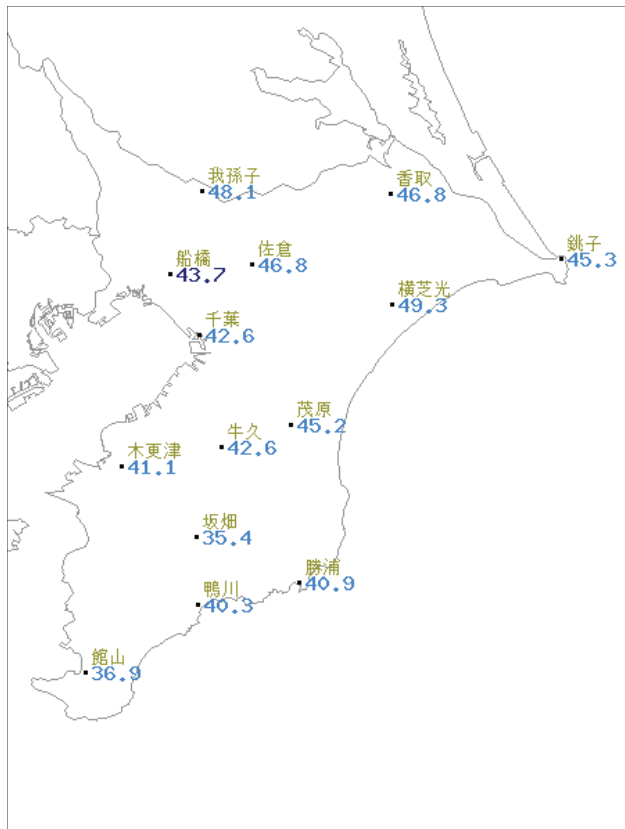 我孫子
48.1
香取
46.8
船橋
43.7
佐倉
46.8
銚子
45.3
横芝光
49.3
千葉
42.6
茂原
45.2
牛久
42.6
木更津
41.1
坂畑
35.4
勝浦
40.9
鴨川
40.3
館山
36.9